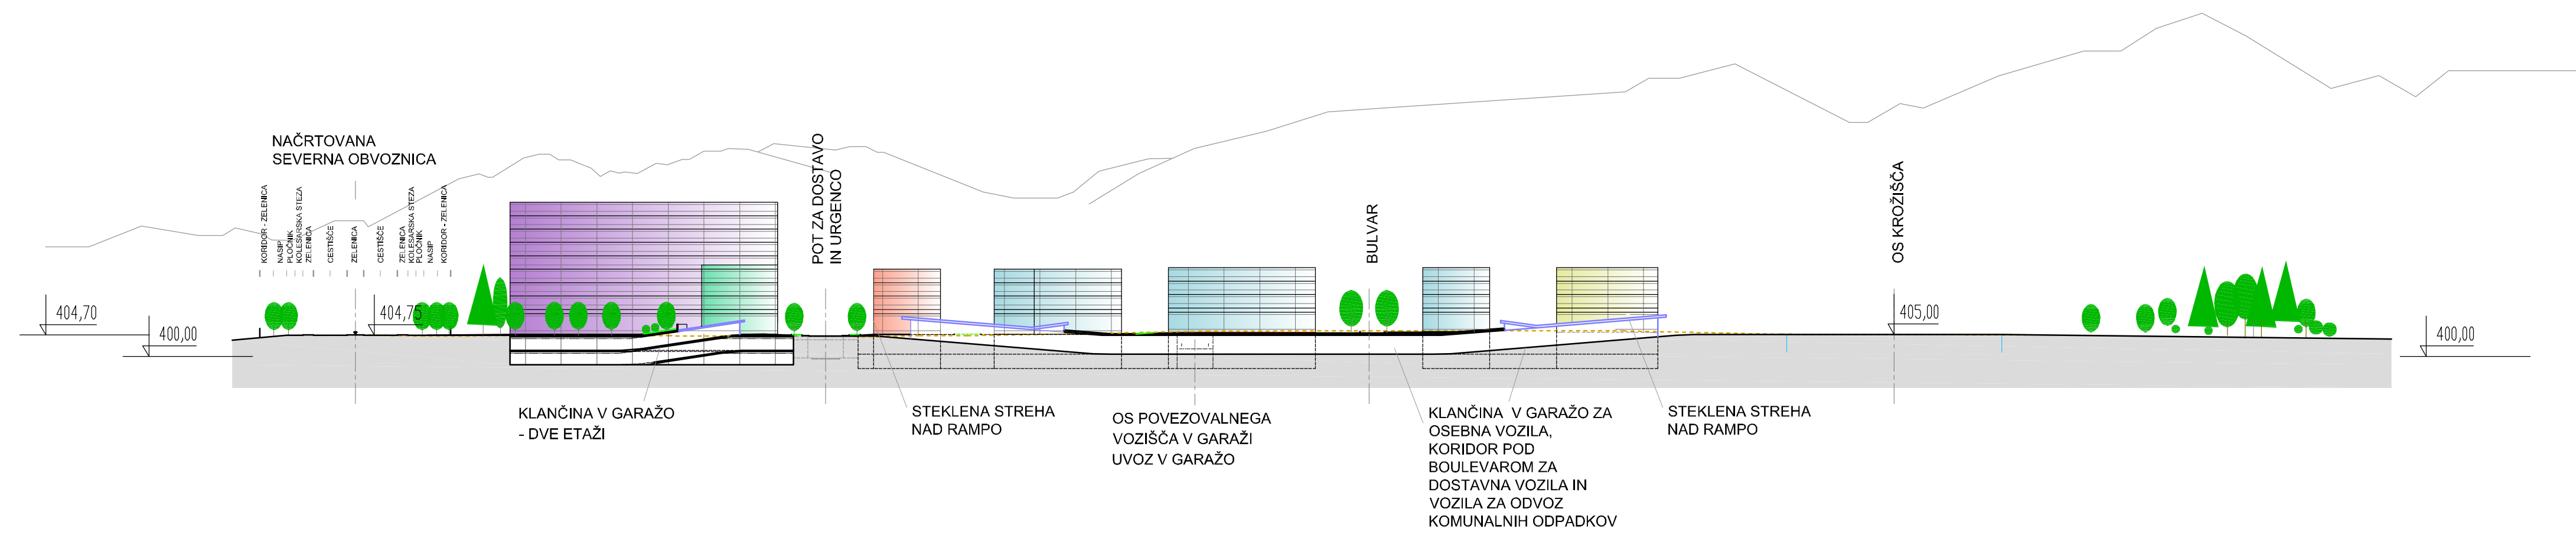 NAČRTOVANA
SEVERNA OBVOZNICA
KORIDOR - ZELENICA
NASIP
PLOČNIK
KOLESARSKA STEZA
ZELENICA
CESTIŠČE
ZELENICA
CESTIŠČE
ZELENICA
KOLESARSKA STEZA
PLOČNIK
NASIP
KORIDOR - ZELENICA
POT ZA DOSTAVO
IN URGENCO
BULVAR
OS KROŽIŠČA
404,70
400,00
404,75
405,00
400,00
KLANČINA V GARAŽO
- DVE ETAŽI
STEKLENA STREHA
NAD RAMPO
OS POVEZOVALNEGA
VOZIŠČA V GARAŽI
UVOZ V GARAŽO
KLANČINA V GARAŽO ZA
OSEBNA VOZILA,
KORIDOR POD
BOULEVAROM ZA
DOSTAVNA VOZILA IN
VOZILA ZA ODVOZ
KOMUNALNIH ODPADKOV
STEKLENA STREHA
NAD RAMPO